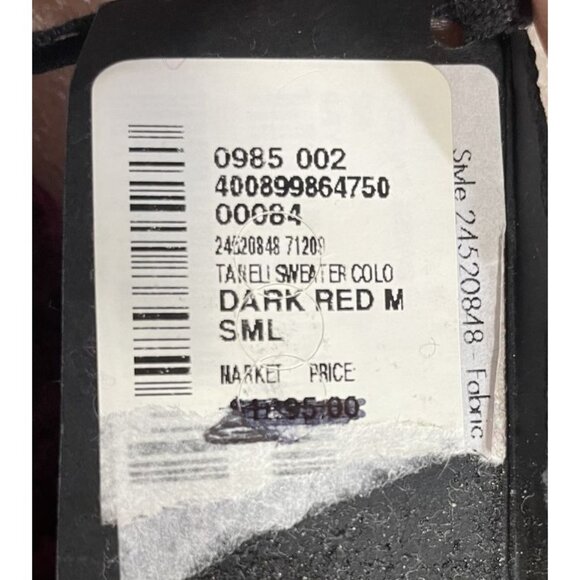 0985 002
400899864750
00084
24520848 71209
TANELI SWEATER COLO
DARK RED M
SML
MARKET PRICE
Style 24520848 - Fabric